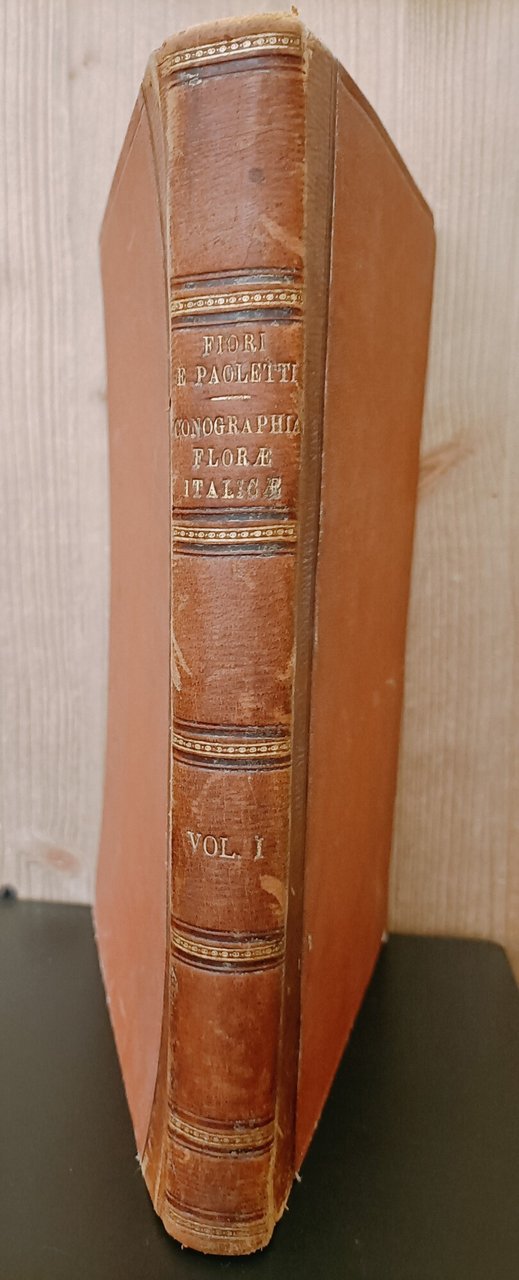 FIORI
E PAOLETTI
ICONOGRAPHIA
FLORÆ
ITALICÆ
VOL. I